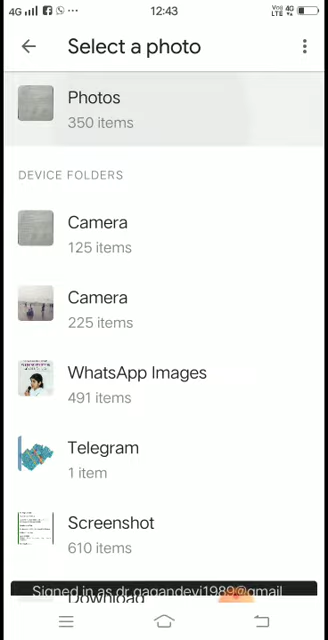 4G 12:43 Vo)) LTE 4G
Select a photo
Photos
350 items
DEVICE FOLDERS
Camera
125 items
Camera
225 items
WhatsApp Images
491 items
Telegram
1 item
Screenshot
610 items
Download
Signed in as dr.gagandevi1989@gmail